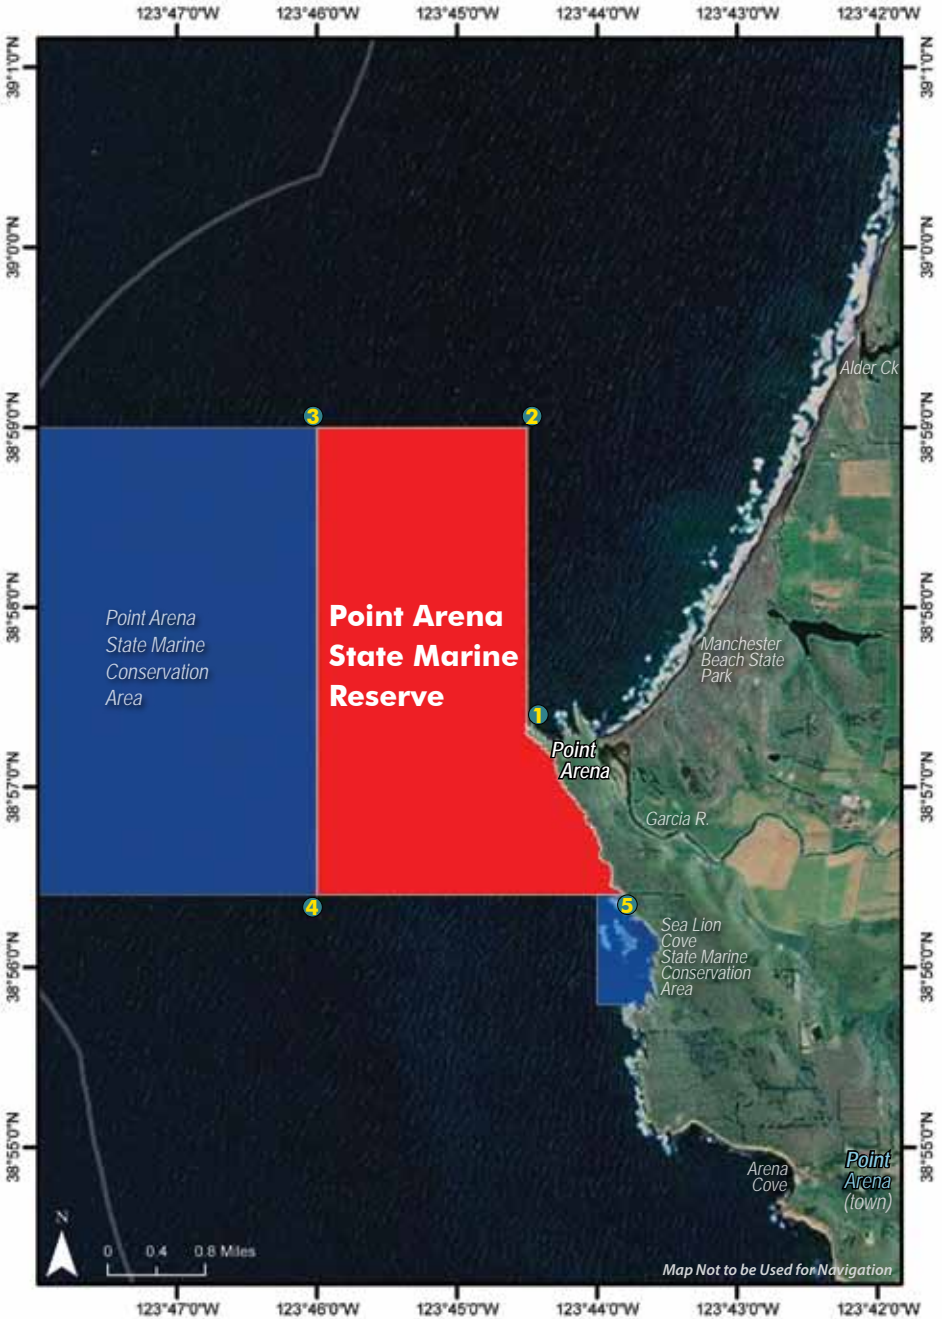 123°47'0"W 123°46'0"W 123°45'0"W 123°44'0"W 123°43'0"W 123°42'0"W
39°1'0"N 39°1'0"N
39°0'0"N 39°0'0"N
Alder Ck
3 2
38°59'0"N 38°59'0"N
38°58'0"N 38°58'0"N
Point Arena
State Marine
Conservation
Area
Point Arena
State Marine
Reserve
Manchester
Beach State
Park
1
Point
Arena
38°57'0"N 38°57'0"N
Garcia R.
4 5
Sea Lion
Cove
State Marine
Conservation
Area
38°56'0"N 38°56'0"N
38°55'0"N 38°55'0"N
Arena
Cove
Point
Arena
(town)
N
0 0.4 0.8 Miles
Map Not to be Used for Navigation
123°47'0"W 123°46'0"W 123°45'0"W 123°44'0"W 123°43'0"W 123°42'0"W